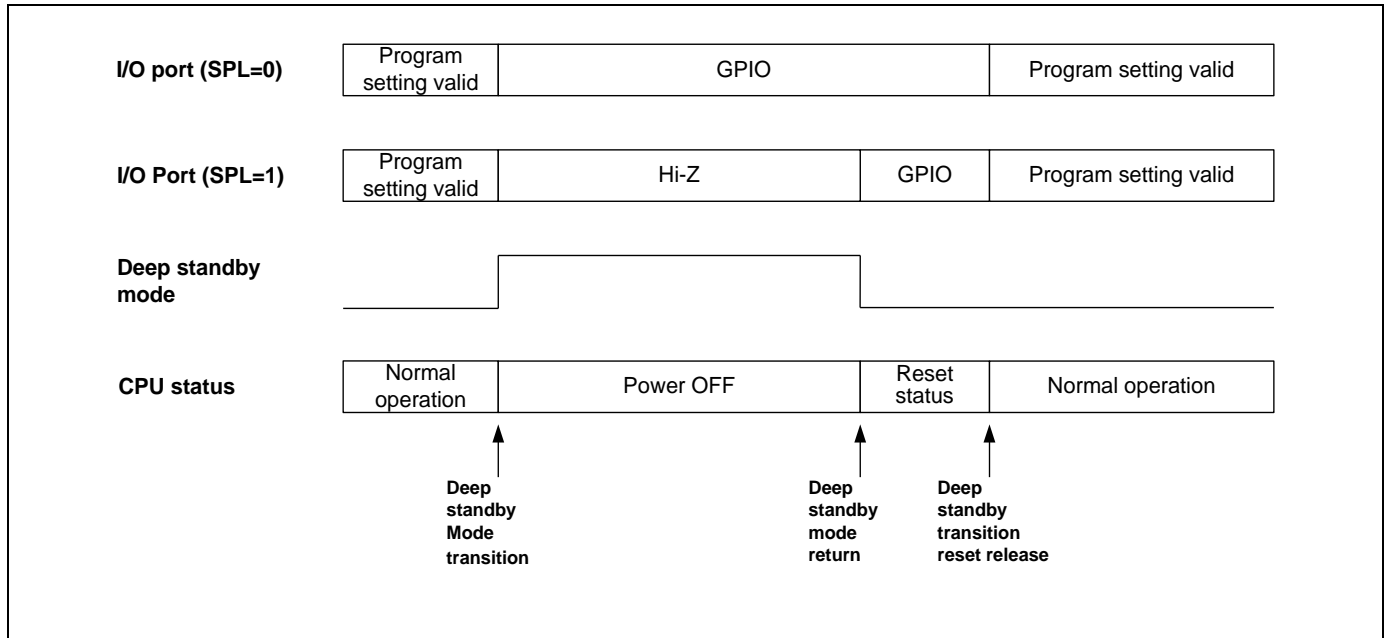 I/O port (SPL=0)
Program
setting valid
GPIO
Program setting valid
I/O Port (SPL=1)
Program
setting valid
Hi-Z
GPIO
Program setting valid
Deep standby
mode
CPU status
Normal
operation
Power OFF
Reset
status
Normal operation
Deep
standby
Mode
transition
Deep
standby
mode
return
Deep
standby
transition
reset release